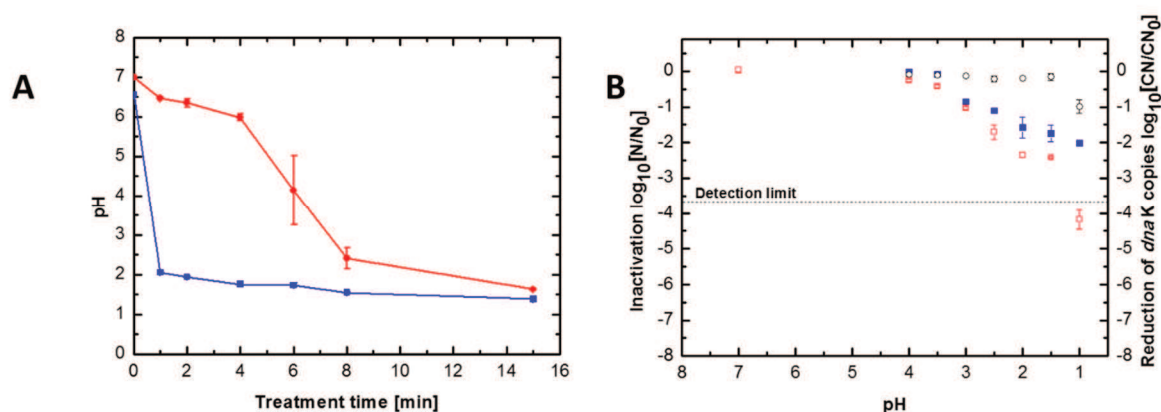 A
pH
8
7
6
5
4
3
2
1
0
0 2 4 6 8 10 12 14 16
Treatment time [min]
B
Inactivation log10[N/N0]
0
-1
-2
-3
-4
-5
-6
-7
-8
Detection limit
0
-1
-2
-3
-4
-5
-6
-7
-8
Reduction of dnaK copies log10[CN/CN0]
8 7 6 5 4 3 2 1
pH